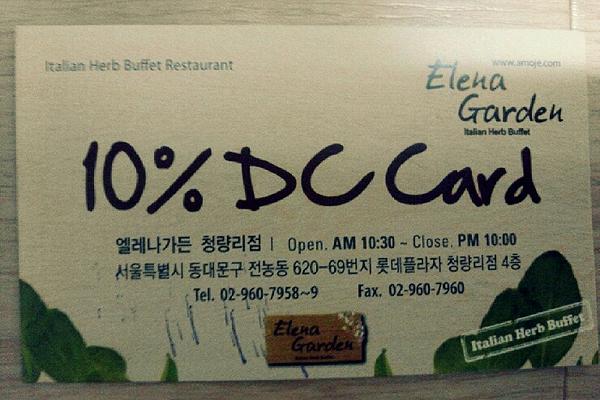 Italian Herb Buffet Restaurant
www.amoje.com
Elena
Garden
Italian Herb Buffet
10% DC Card
엘레나가든 청량리점 | Open. AM 10:30 ~ Close. PM 10:00
서울특별시 동대문구 전농동 620-69번지 롯데플라자 청량리점 4층
Tel. 02-960-7958~9 Fax. 02-960-7960
Elena
Garden
Italian Herb Buffet